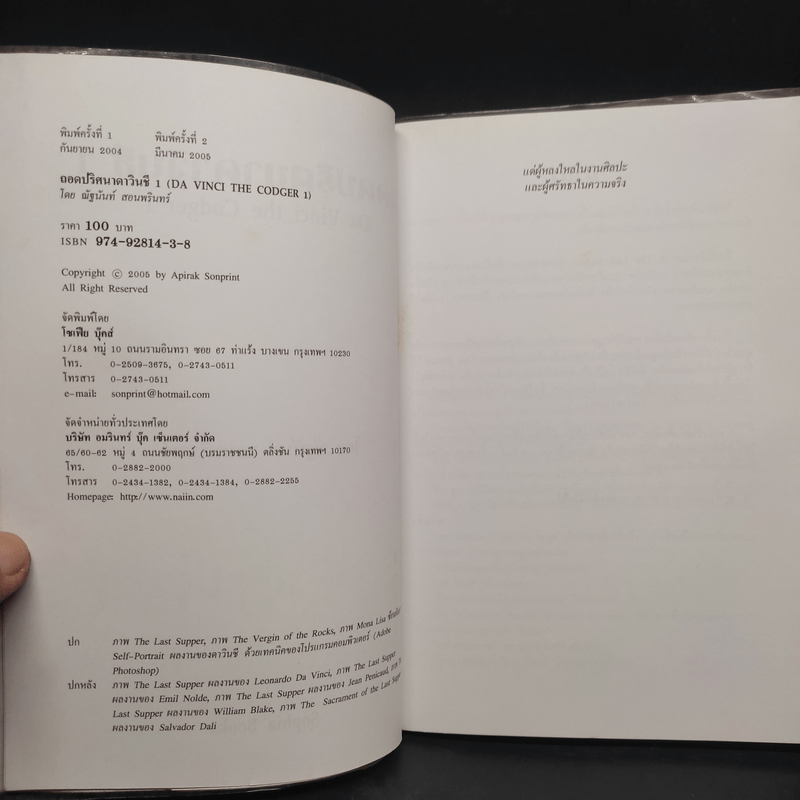 พิมพ์ครั้งที่ 1 พิมพ์ครั้งที่ 2
กันยายน 2004 มีนาคม 2005
ถอดปริศนาดาวินชี 1 (DA VINCI THE CODGER 1)
โดย ณัฐนันท์ สอนพรินทร์
ราคา 100 บาท
ISBN 974-92814-3-8
Copyright © 2005 by Apirak Sonprint
All Right Reserved
จัดพิมพ์โดย
โซเฟีย บุ๊คส์
1/184 หมู่ 10 ถนนรามอินทรา ซอย 67 ท่าแร้ง บางเขน กรุงเทพฯ 10230
โทร. 0-2509-3675, 0-2743-0511
โทรสาร 0-2743-0511
e-mail: sonprint@hotmail.com
จัดจำหน่ายทั่วประเทศโดย
บริษัท อมรินทร์ บุ๊ค เซ็นเตอร์ จำกัด
65/60-62 หมู่ 4 ถนนชัยพฤกษ์ (บรมราชชนนี) ตลิ่งชัน กรุงเทพฯ 10170
โทร. 0-2882-2000
โทรสาร 0-2434-1382, 0-2434-1384, 0-2882-2255
Homepage: http://www.naiin.com
ปก ภาพ The Last Supper, ภาพ The Vergin of the Rocks, ภาพ Mona Lisa
Self-Portrait ผลงานของดาวินชี ด้วยเทคนิคของโปรแกรมคอมพิวเตอร์ (Adobe
Photoshop)
ปกหลัง ภาพ The Last Supper ผลงานของ Leonardo Da Vinci, ภาพ The Last Supper
ผลงานของ Emil Nolde, ภาพ The Last Supper ผลงานของ Jean Penicaud, ภาพ
Last Supper ผลงานของ William Blake, ภาพ The Sacrament of the Last Supper
ผลงานของ Salvador Dali
แด่ผู้หลงใหลในงานศิลปะ
และผู้ศรัทธาในความจริง